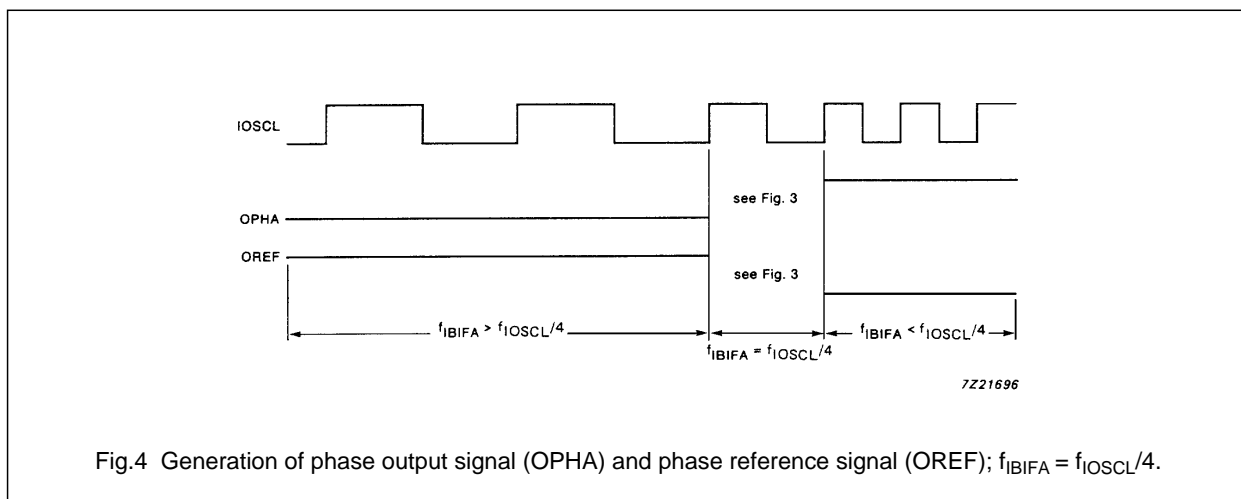 IOSCL
see Fig. 3
OPHA
OREF
see Fig. 3
fIBIFA > fIOSCL/4
fIBIFA < fIOSCL/4
fIBIFA = fIOSCL/4
7Z21696
Fig.4 Generation of phase output signal (OPHA) and phase reference signal (OREF); fIBIFA = fIOSCL/4.